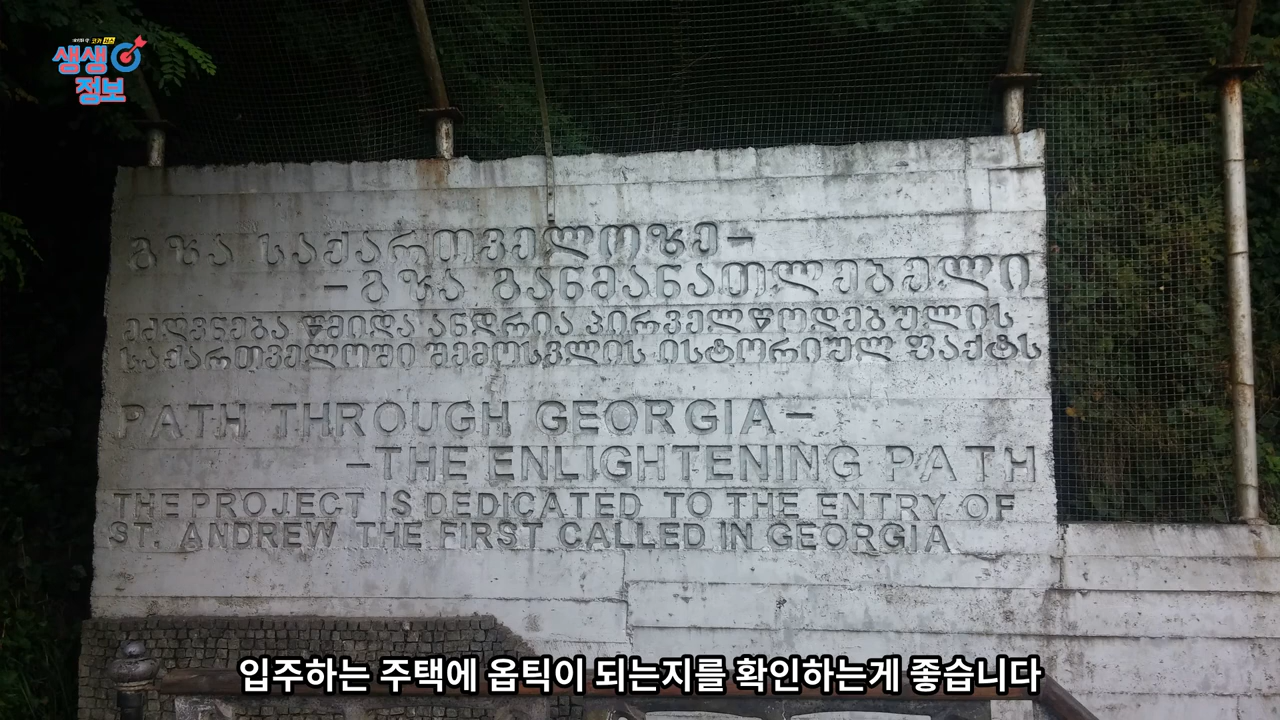 생생
정보
გზა საქართველოზე–
–გზა განმანათლებელი
ეძღვნება წმიდა ანდრია პირველწოდებულის
საქართველოში შემოსვლის ისტორიულ ფაქტს
PATH THROUGH GEORGIA–
–THE ENLIGHTENING PATH
THE PROJECT IS DEDICATED TO THE ENTRY OF
ST. ANDREW THE FIRST CALLED IN GEORGIA
입주하는 주택에 옵틱이 되는지를 확인하는게 좋습니다